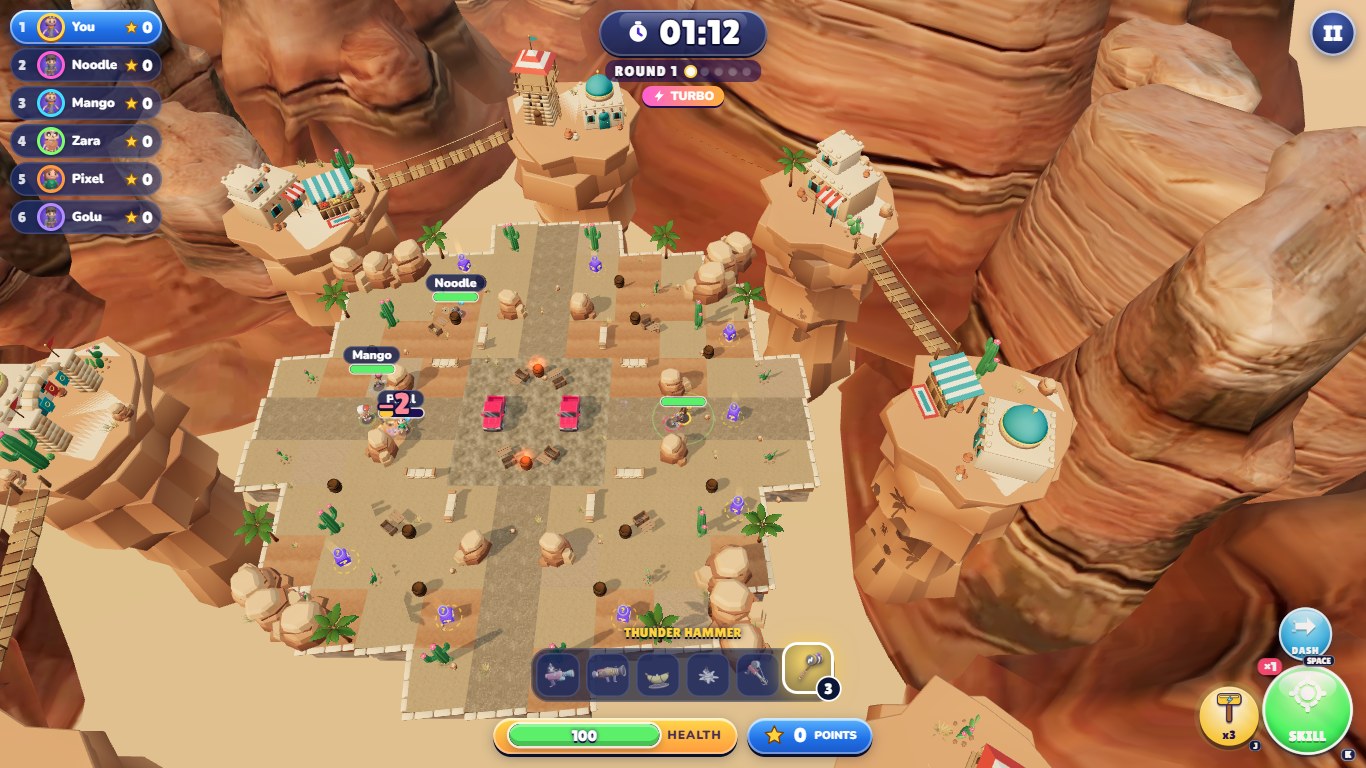 1 You 0
2 Noodle 0
3 Mango 0
4 Zara 0
5 Pixel 0
6 Golu 0
01:12
ROUND 1
TURBO
Noodle
Mango
-2
THUNDER HAMMER
3
100 HEALTH
0 POINTS
DASH
SPACE
x1
x3
J
SKILL
K